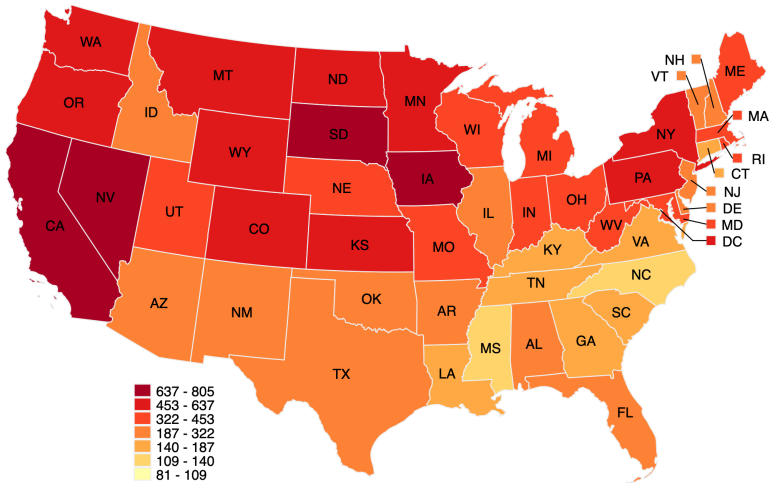 WA
MT
ND
MN
OR
ID
SD
WI
MI
NH
VT
ME
MA
NY
RI
CT
WY
NE
IA
PA
NJ
NV
UT
CO
KS
MO
IL
IN
OH
WV
DE
MD
DC
CA
KY
VA
AZ
NM
OK
AR
TN
NC
SC
TX
LA
MS
AL
GA
FL
637 - 805
453 - 637
322 - 453
187 - 322
140 - 187
109 - 140
81 - 109